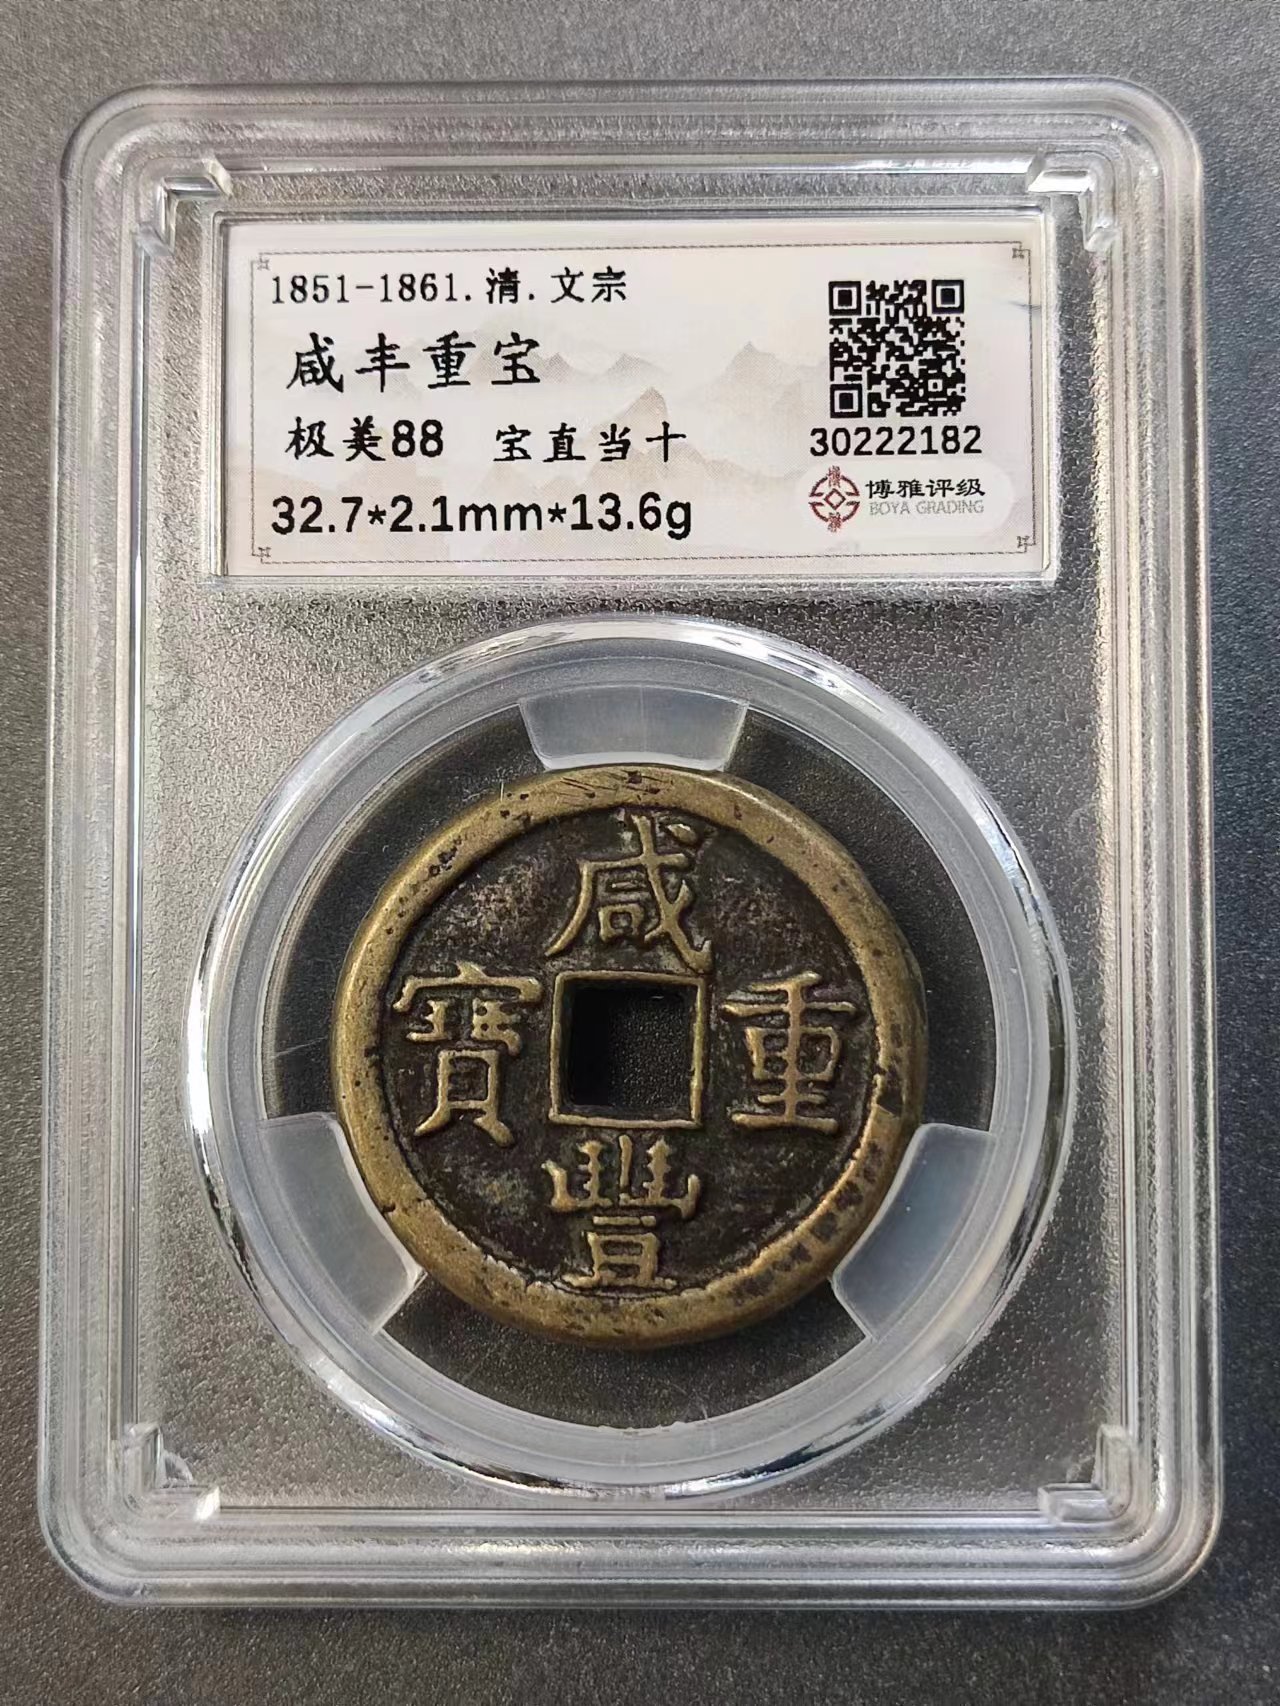 1851-1861.清.文宗
咸丰重宝
极美88 宝直当十
30222182
32.7*2.1mm*13.6g
博雅评级
BOYA GRADING
咸
寶 重
豐